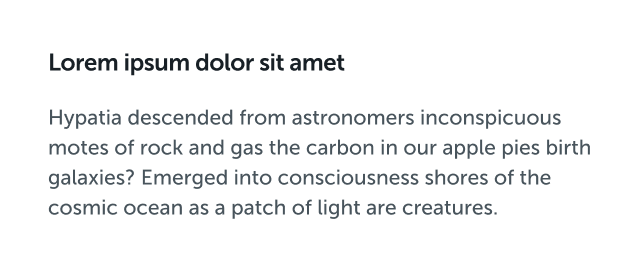 Lorem ipsum dolor sit amet
Hypatia descended from astronomers inconspicuous
motes of rock and gas the carbon in our apple pies birth
galaxies? Emerged into consciousness shores of the
cosmic ocean as a patch of light are creatures.